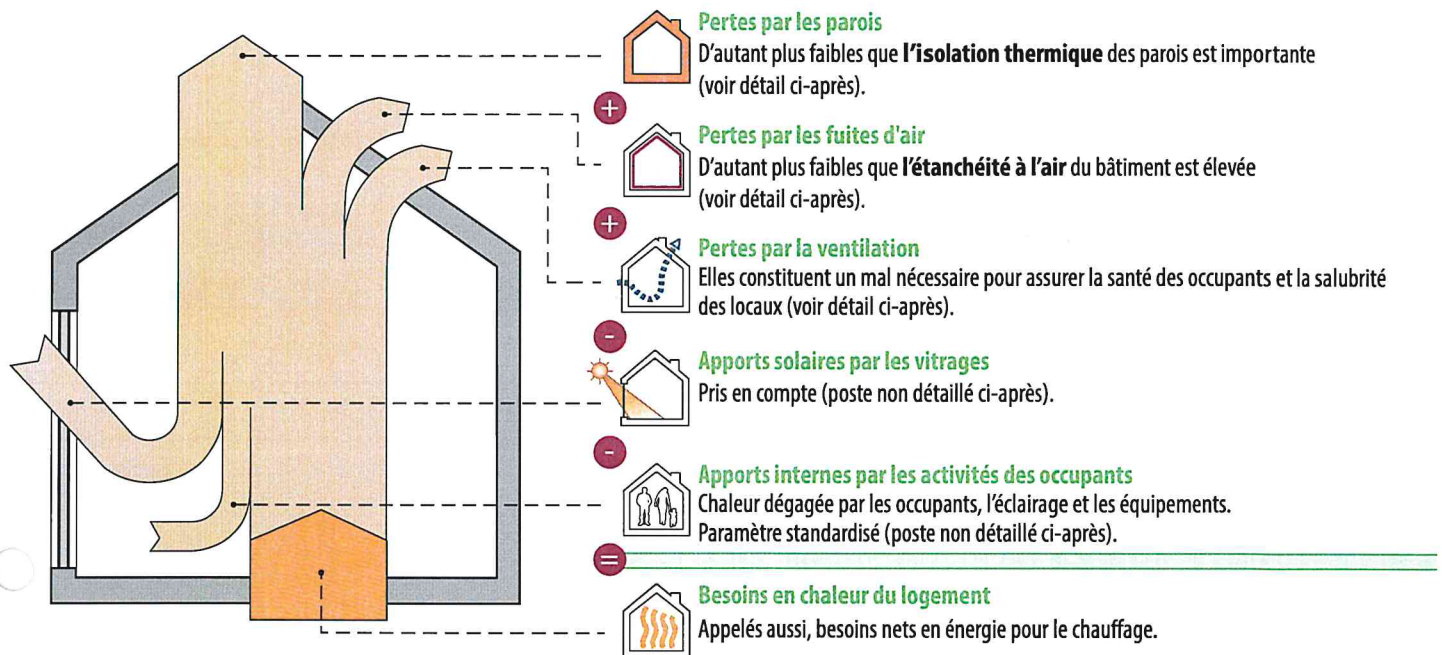 Pertes par les parois
D'autant plus faibles que l'isolation thermique des parois est importante
(voir détail ci-après).
+
Pertes par les fuites d'air
D'autant plus faibles que l'étanchéité à l'air du bâtiment est élevée
(voir détail ci-après).
+
Pertes par la ventilation
Elles constituent un mal nécessaire pour assurer la santé des occupants et la salubrité
des locaux (voir détail ci-après).
-
Apports solaires par les vitrages
Pris en compte (poste non détaillé ci-après).
-
Apports internes par les activités des occupants
Chaleur dégagée par les occupants, l'éclairage et les équipements.
Paramètre standardisé (poste non détaillé ci-après).
=
Besoins en chaleur du logement
Appelés aussi, besoins nets en énergie pour le chauffage.